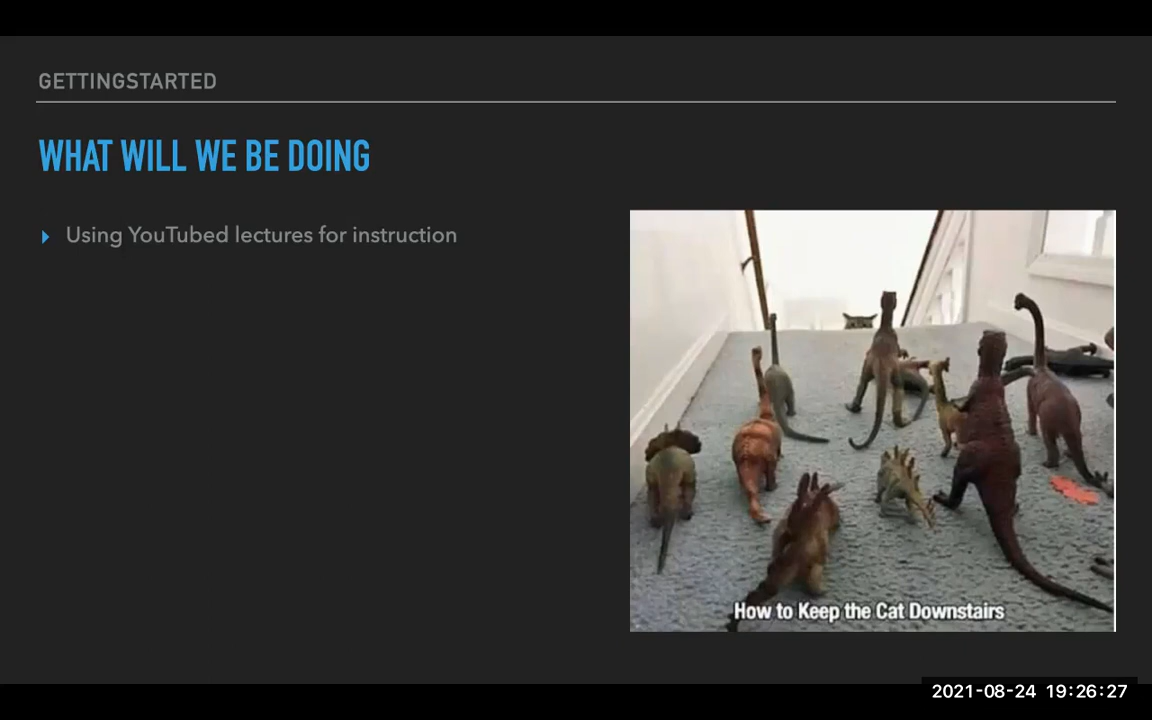 GETTINGSTARTED
WHAT WILL WE BE DOING
Using YouTubed lectures for instruction
How to Keep the Cat Downstairs
2021-08-24 19:26:27